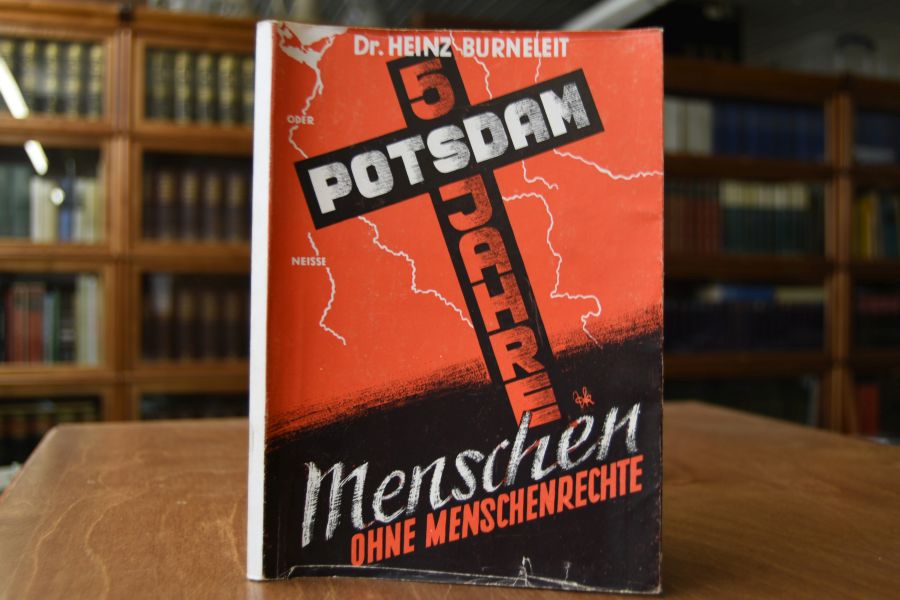 Dr. HEINZ BURNELEIT
5
POTSDAM
JAHRE
ODER
NEISSE
Menschen
OHNE MENSCHENRECHTE